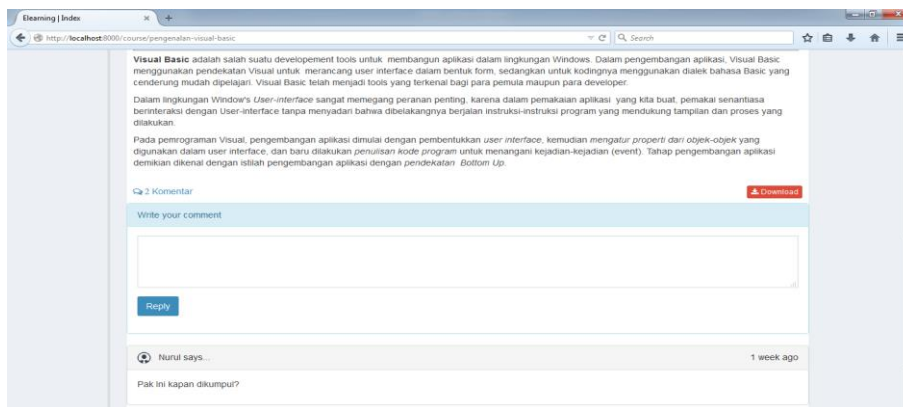 Elearning | Index
http://localhost:8000/course/pengenalan-visual-basic
Search
Visual Basic adalah salah suatu developement tools untuk membangun aplikasi dalam lingkungan Windows. Dalam pengembangan aplikasi, Visual Basic
menggunakan pendekatan Visual untuk merancang user interface dalam bentuk form, sedangkan untuk kodingnya menggunakan dialek bahasa Basic yang
cenderung mudah dipelajari. Visual Basic telah menjadi tools yang terkenal bagi para pemula maupun para developer.
Dalam lingkungan Window's User-interface sangat memegang peranan penting, karena dalam pemakaian aplikasi yang kita buat, pemakai senantiasa
berinteraksi dengan User-interface tanpa menyadari bahwa dibelakangnya berjalan instruksi-instruksi program yang mendukung tampilan dan proses yang
dilakukan.
Pada pemrograman Visual, pengembangan aplikasi dimulai dengan pembentukkan user interface, kemudian mengatur properti dari objek-objek yang
digunakan dalam user interface, dan baru dilakukan penulisan kode program untuk menangani kejadian-kejadian (event). Tahap pengembangan aplikasi
demikian dikenal dengan istilah pengembangan aplikasi dengan pendekatan Bottom Up.
2 Komentar
Download
Write your comment
Reply
Nurul says...
1 week ago
Pak ini kapan dikumpul?